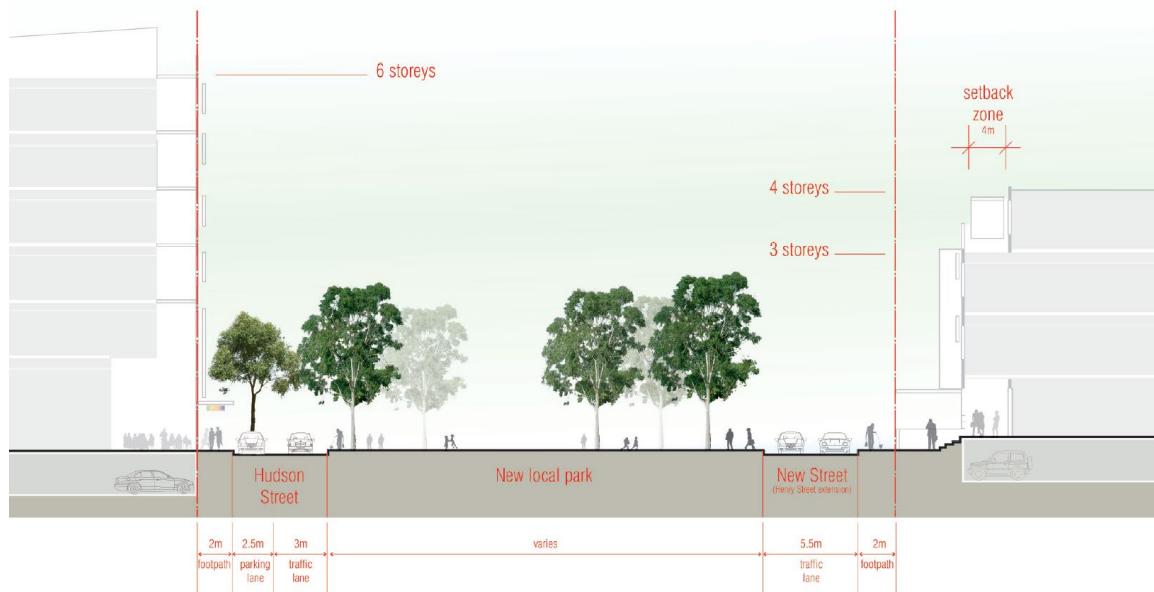 6 storeys
setback
zone
4m
4 storeys
3 storeys
Hudson
Street
New local park
New Street
(Henry Street extension)
2m
footpath
2.5m
parking
lane
3m
traffic
lane
varies
5.5m
traffic
lane
2m
footpath